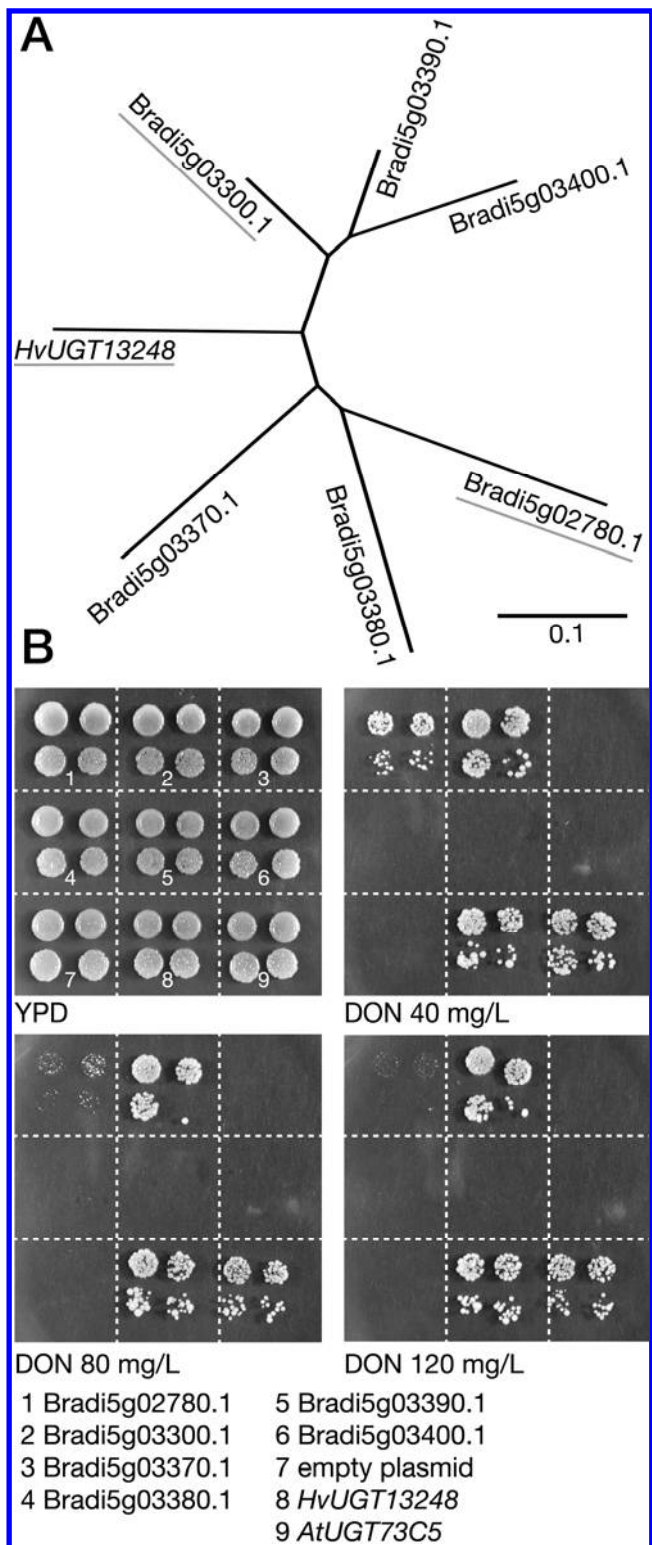 A
Bradi5g03300.1
Bradi5g03390.1
Bradi5g03400.1
HvUGT13248
Bradi5g03370.1
Bradi5g03380.1
Bradi5g02780.1
0.1
B
1 2 3
4 5 6
7 8 9
YPD
DON 40 mg/L
DON 80 mg/L
DON 120 mg/L
1 Bradi5g02780.1
2 Bradi5g03300.1
3 Bradi5g03370.1
4 Bradi5g03380.1
5 Bradi5g03390.1
6 Bradi5g03400.1
7 empty plasmid
8 HvUGT13248
9 AtUGT73C5